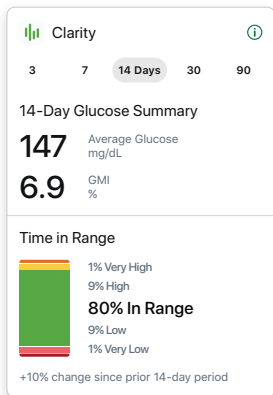 Clarity
3 7 14 Days 30 90
14-Day Glucose Summary
147 Average Glucose
mg/dL
6.9 GMI
%
Time in Range
1% Very High
9% High
80% In Range
9% Low
1% Very Low
+10% change since prior 14-day period